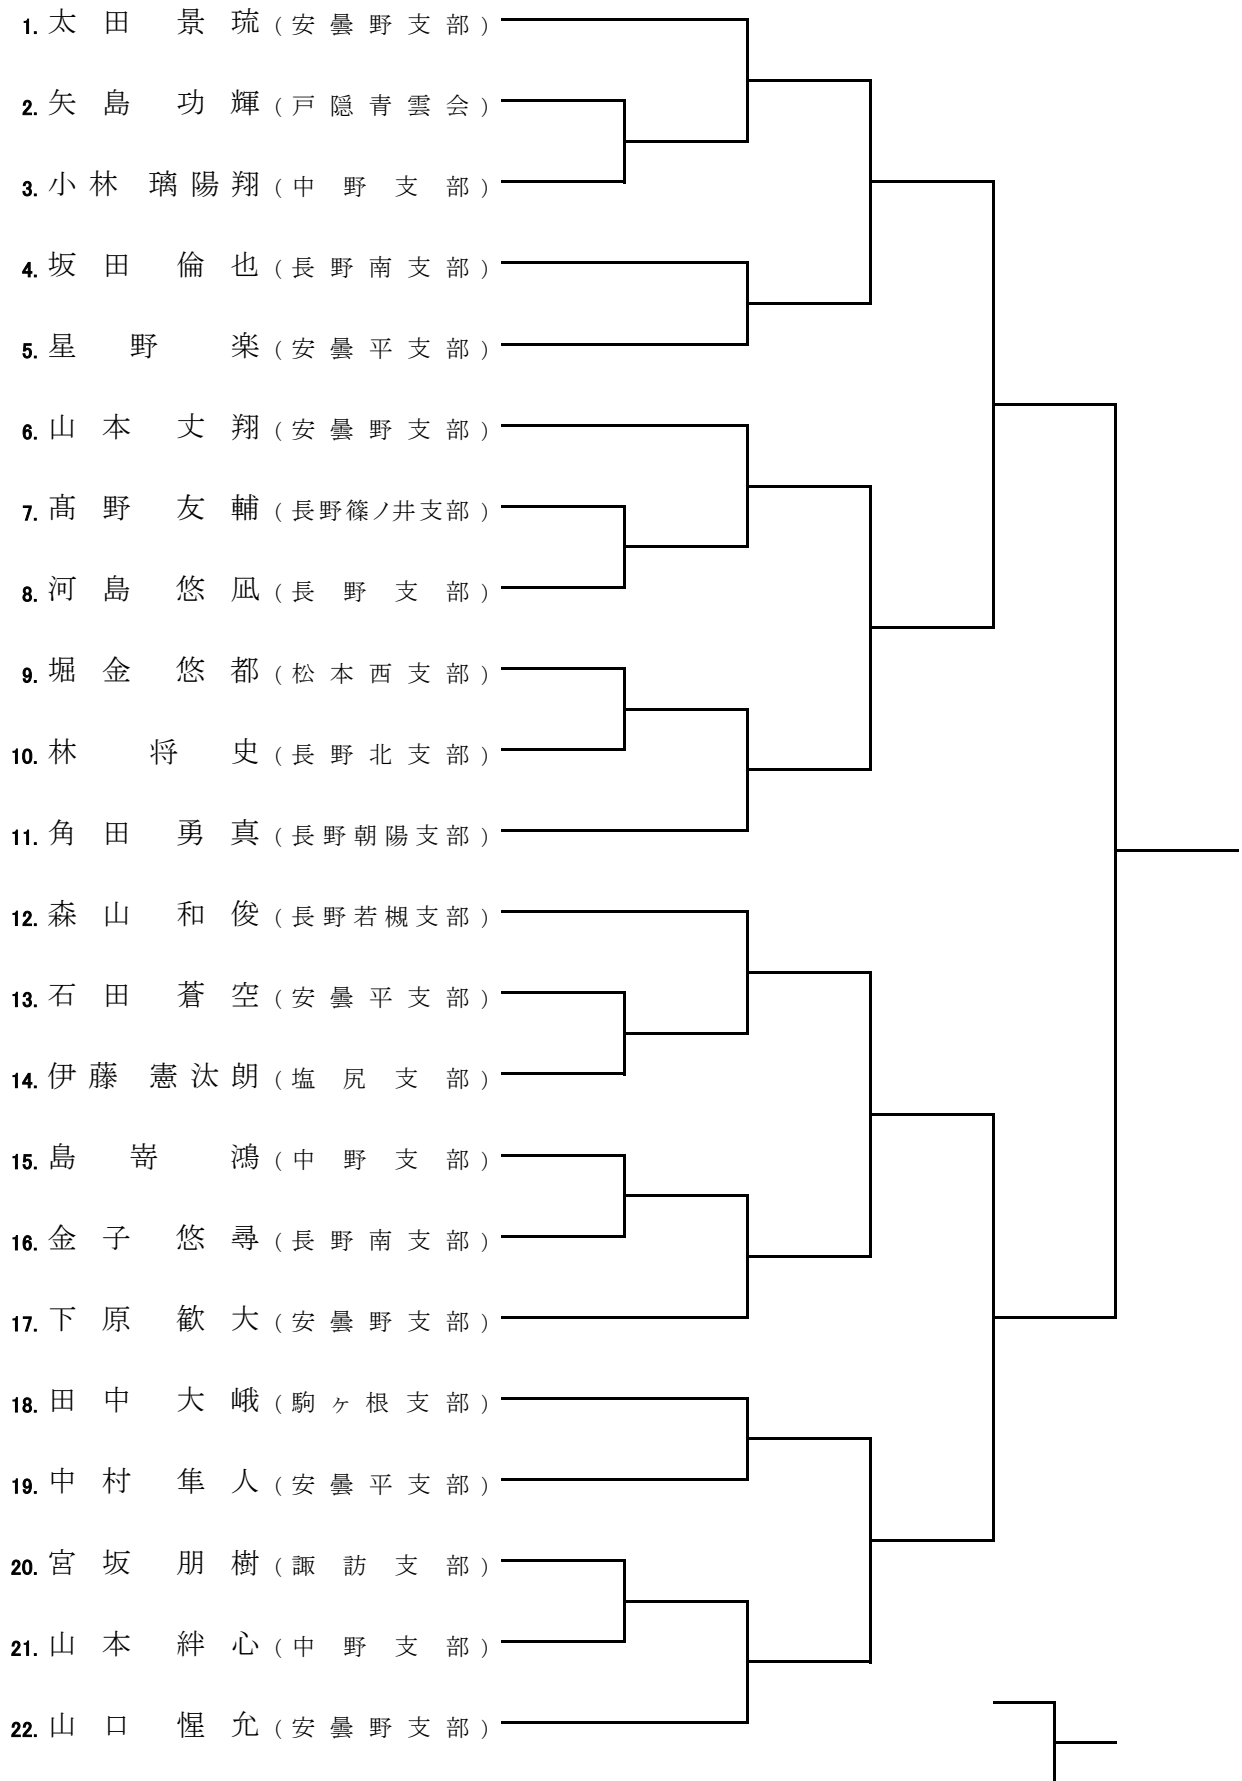 1. 太田 景琉 (安曇野支部)
2. 矢島 功輝 (戸隠青雲会)
3. 小林 璃陽翔 (中野支部)
4. 坂田 倫也 (長野南支部)
5. 星野 楽 (安曇平支部)
6. 山本 丈翔 (安曇野支部)
7. 髙野 友輔 (長野篠ノ井支部)
8. 河島 悠凪 (長野支部)
9. 堀金 悠都 (松本西支部)
10. 林 将史 (長野北支部)
11. 角田 勇真 (長野朝陽支部)
12. 森山 和俊 (長野若槻支部)
13. 石田 蒼空 (安曇平支部)
14. 伊藤 憲汰朗 (塩尻支部)
15. 島嵜 鴻 (中野支部)
16. 金子 悠尋 (長野南支部)
17. 下原 歓大 (安曇野支部)
18. 田中 大峨 (駒ヶ根支部)
19. 中村 隼人 (安曇平支部)
20. 宮坂 朋樹 (諏訪支部)
21. 山本 絆心 (中野支部)
22. 山口 惺允 (安曇野支部)